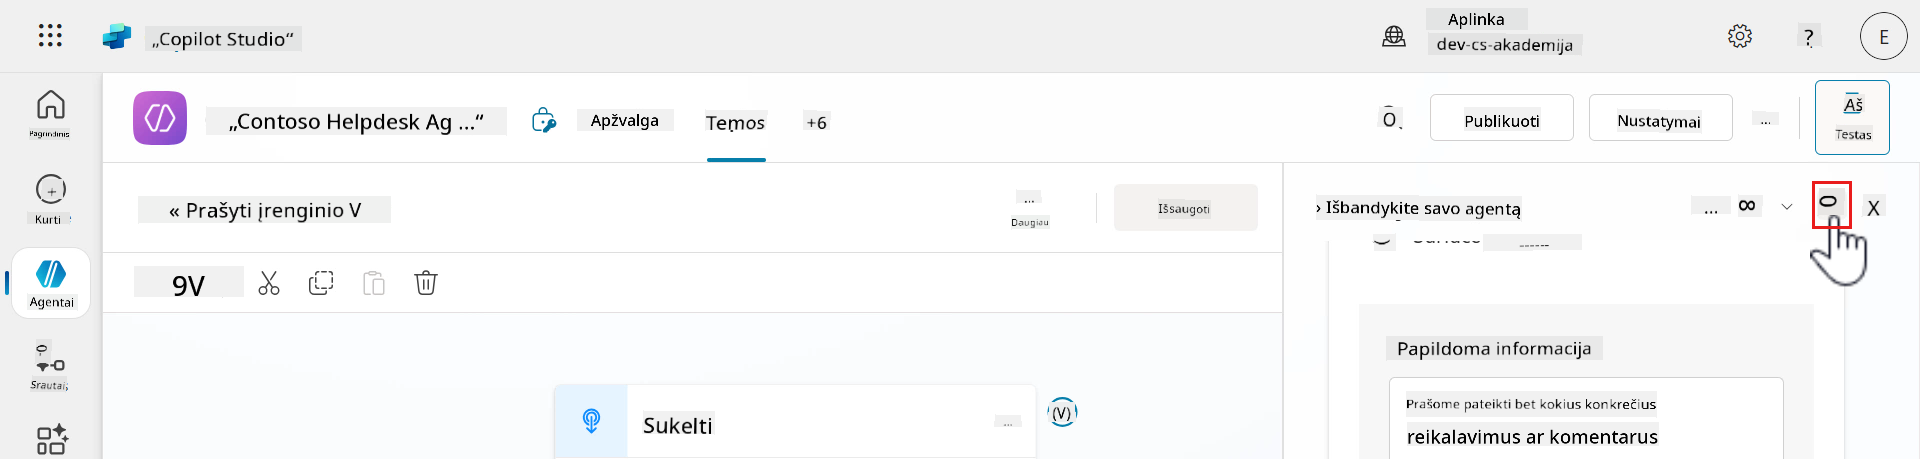 „Copilot Studio“
Aplinka
dev-cs-akademija
?
E
Pagrindinis
Kurti
Agentai
Srautai
„Contoso Helpdesk Ag ...“
Apžvalga
Temos
+6
Publikuoti
Nustatymai
...
Aš
Testas
« Prašyti įrenginio V
...
Daugiau
Išsaugoti
› Išbandykite savo agentą
...
∞
X
9V
Sukelti
...
(V)
Papildoma informacija
Prašome pateikti bet kokius konkrečius
reikalavimus ar komentarus